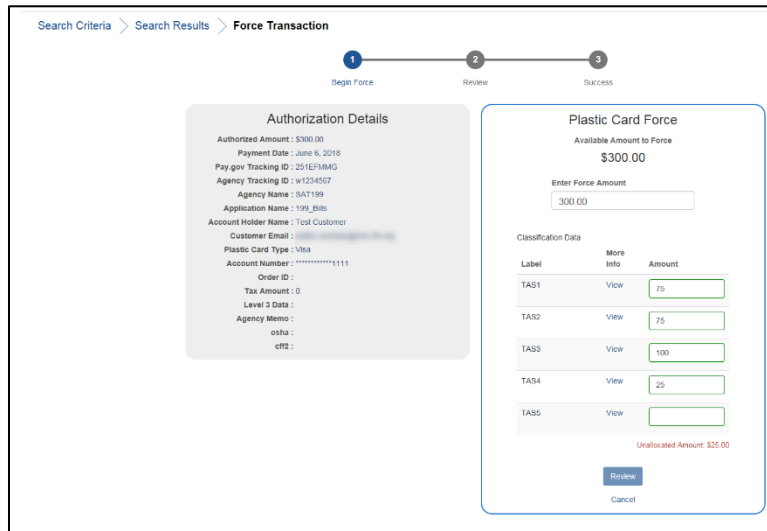 Search Criteria Search Results Force Transaction
1 2 3
Begin Force Review Success
Authorization Details
Authorized Amount : $300.00
Payment Date : June 6, 2018
Pay.gov Tracking ID : 251EFMMG
Agency Tracking ID : w1234567
Agency Name : SAT199
Application Name : 199_Bills
Account Holder Name : Test Customer
Customer Email :
Plastic Card Type : Visa
Account Number : ************1111
Order ID :
Tax Amount : 0
Level 3 Data :
Agency Memo :
osha :
cff2 :
Plastic Card Force
Available Amount to Force
$300.00
Enter Force Amount
300.00
Classification Data
Label More Info Amount
TAS1 View 75
TAS2 View 75
TAS3 View 100
TAS4 View 25
TAS5 View
Unallocated Amount: $25.00
Review
Cancel